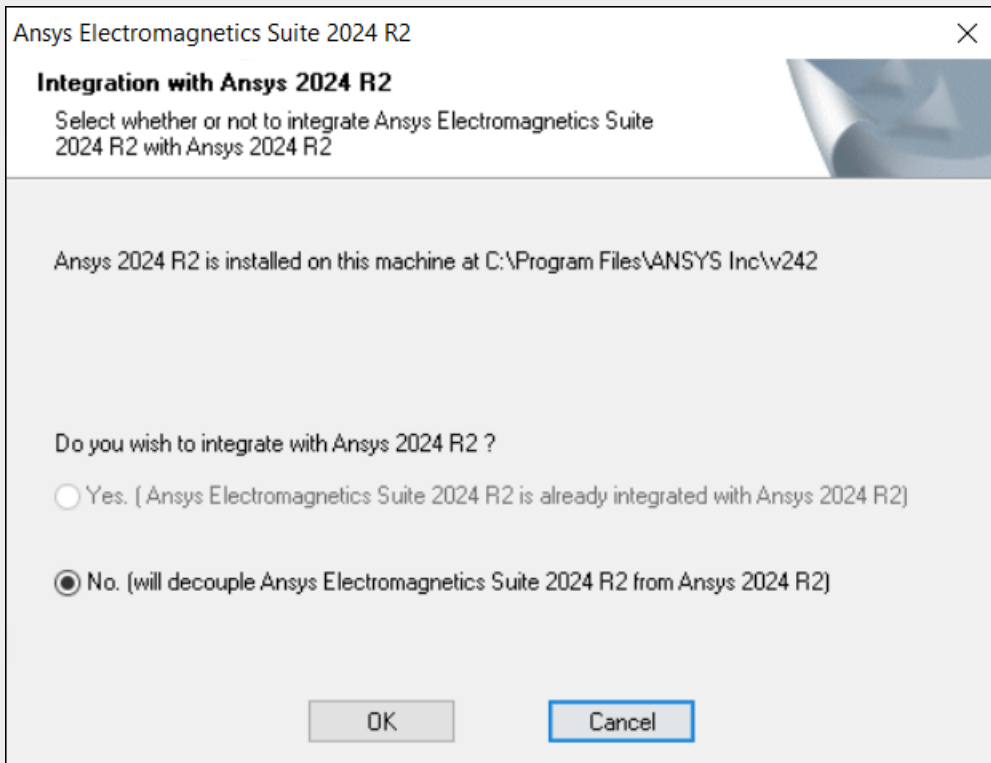 Ansys Electromagnetics Suite 2024 R2
Integration with Ansys 2024 R2
Select whether or not to integrate Ansys Electromagnetics Suite
2024 R2 with Ansys 2024 R2
Ansys 2024 R2 is installed on this machine at C:\Program Files\ANSYS Inc\v242
Do you wish to integrate with Ansys 2024 R2 ?
Yes. ( Ansys Electromagnetics Suite 2024 R2 is already integrated with Ansys 2024 R2)
No. (will decouple Ansys Electromagnetics Suite 2024 R2 from Ansys 2024 R2)
OK
Cancel